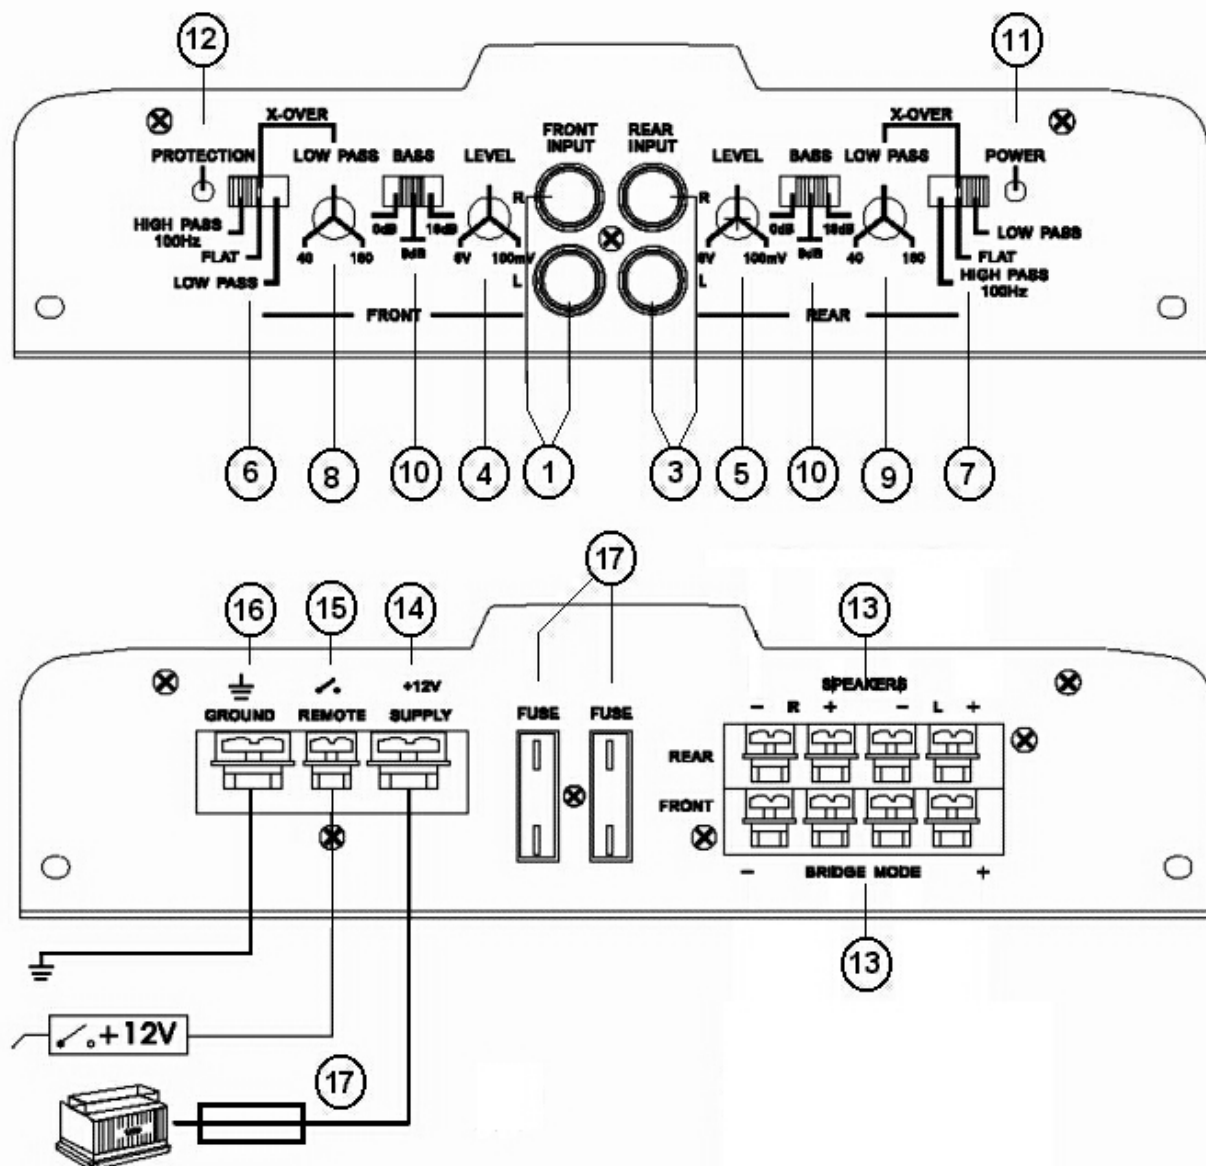 12
11
X-OVER
X-OVER
FRONT INPUT
REAR INPUT
PROTECTION
LOW PASS
BASS
LEVEL
LEVEL
BASS
LOW PASS
POWER
R
R
HIGH PASS 100Hz
FLAT
LOW PASS
40
160
0dB
9dB
18dB
6V
100mV
L
L
6V
100mV
0dB
9dB
18dB
40
160
LOW PASS
FLAT
HIGH PASS 100Hz
FRONT
REAR
6
8
10
4
1
3
5
10
9
7
17
16
15
14
13
+12V
SPEAKERS
- R + - L +
GROUND
REMOTE
SUPPLY
FUSE
FUSE
REAR
FRONT
- BRIDGE MODE +
13
+12V
17